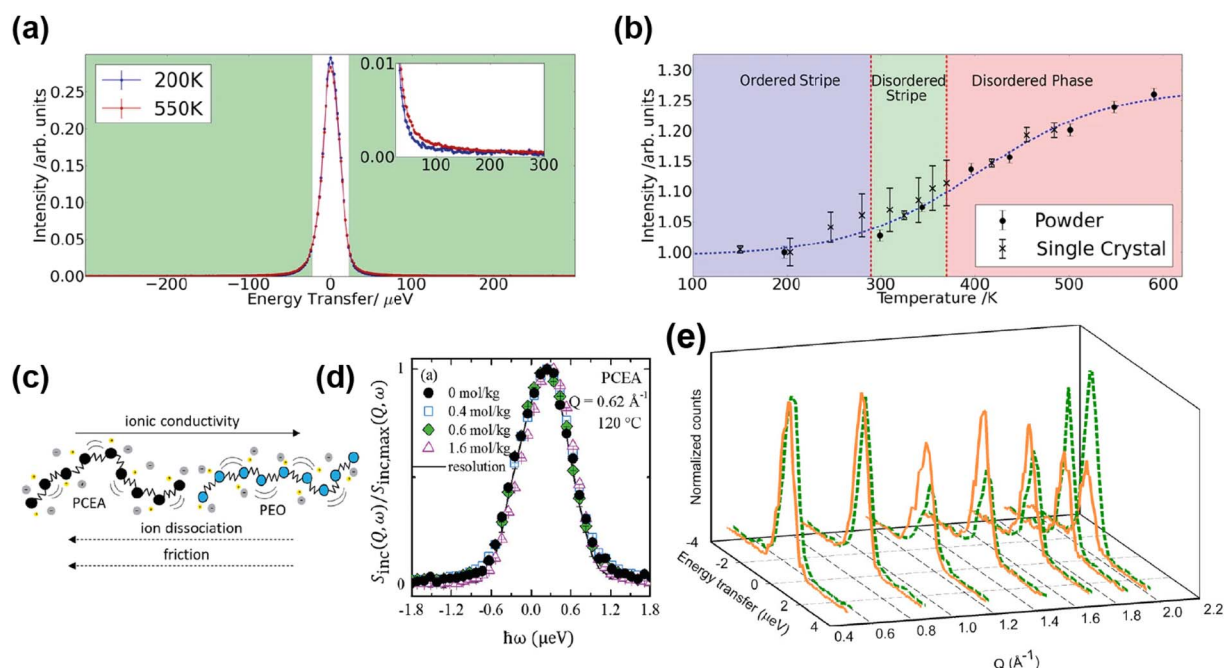 (a)
Intensity /arb. units
0.25
0.20
0.15
0.10
0.05
0.00
200K
550K
0.01
0.00
100
200
300
−200
−100
0
100
200
Energy Transfer/ μeV
(b)
Intensity /arb. units
1.30
1.25
1.20
1.15
1.10
1.05
1.00
Ordered Stripe
Disordered
Stripe
Disordered Phase
Powder
Single Crystal
100
200
300
400
500
600
Temperature /K
(c)
ionic conductivity
PCEA
PEO
ion dissociation
friction
(d)
Sinc(Q,ω)/Sinc,max(Q,ω)
1
0
(a)
0 mol/kg
0.4 mol/kg
0.6 mol/kg
1.6 mol/kg
resolution
PCEA
Q = 0.62 Å-1
120 °C
-1.8 -0.6 0.0 0.6 1.8
ħω (μeV)
(e)
Normalized counts
-4
-2
0
2
4
Energy transfer (μeV)
0.4 0.6 0.8 1.0 1.2 1.4 1.6 1.8 2.0 2.2
Q (Å-1)